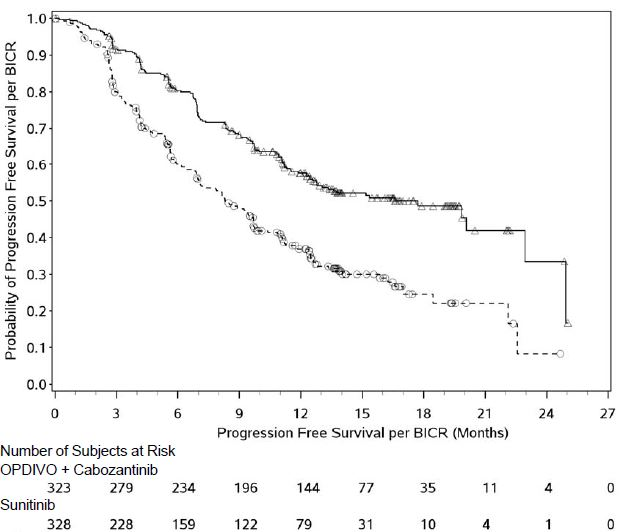 Probability of Progression Free Survival per BICR
1.0
0.9
0.8
0.7
0.6
0.5
0.4
0.3
0.2
0.1
0.0
0 3 6 9 12 15 18 21 24 27
Progression Free Survival per BICR (Months)
Number of Subjects at Risk
OPDIVO + Cabozantinib
323 279 234 196 144 77 35 11 4 0
Sunitinib
328 228 159 122 79 31 10 4 1 0